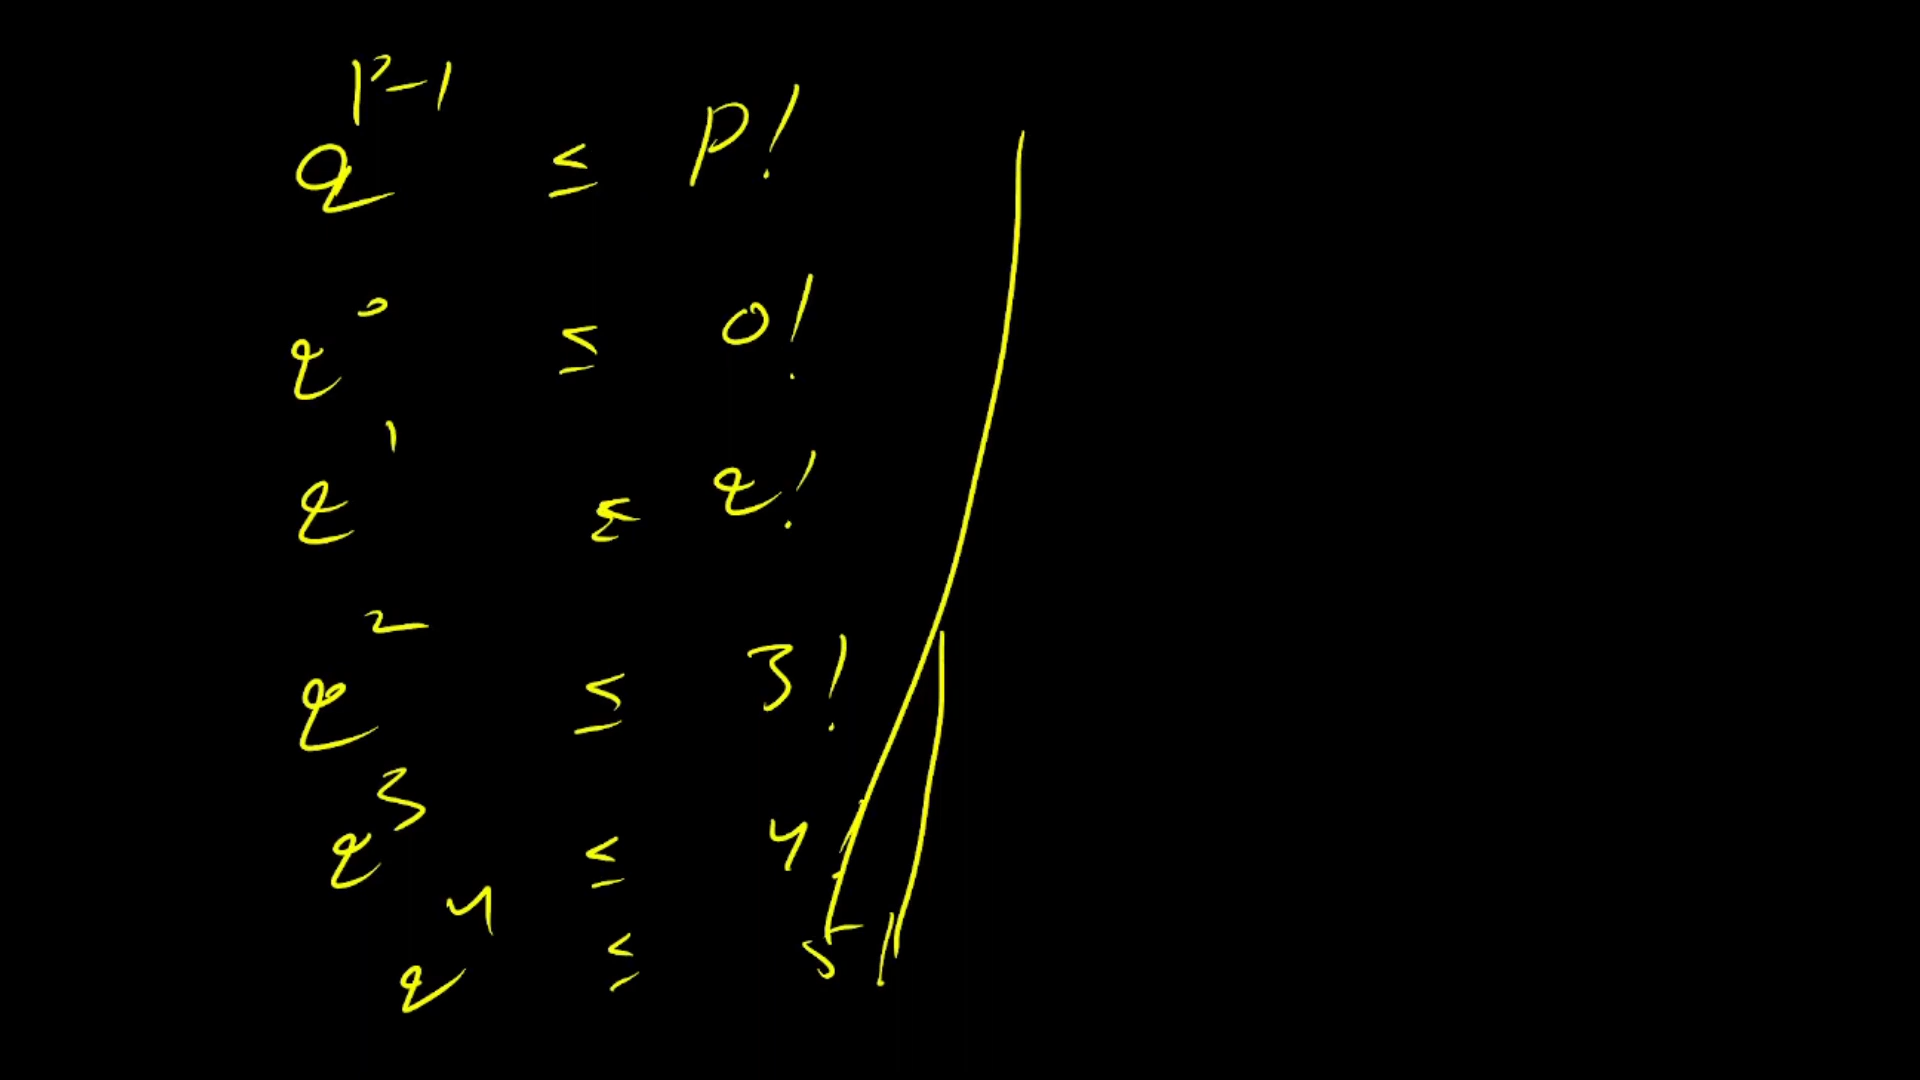 2^{p-1} ≤ p!
2^0 ≤ 0!
2^1 ≤ 2!
2^2 ≤ 3!
2^3 ≤ 4!
2^4 ≤ 5!